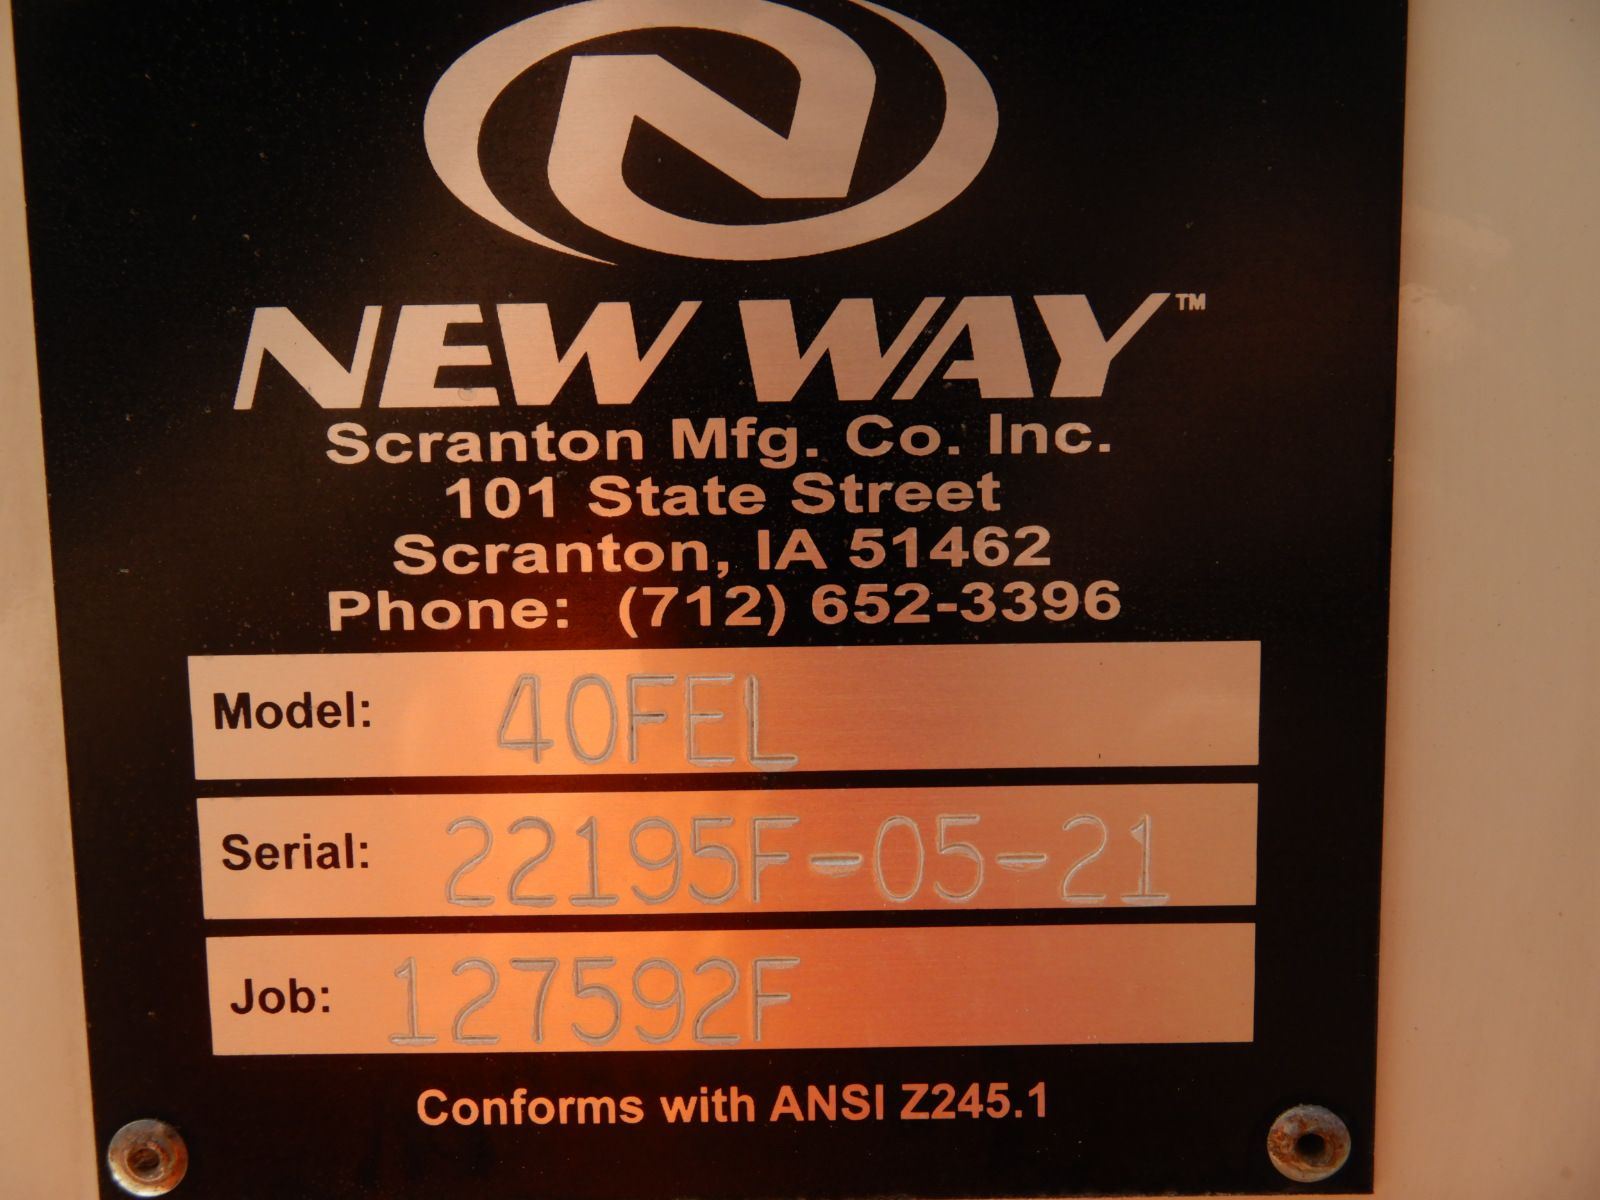 NEW WAY™
Scranton Mfg. Co. Inc.
101 State Street
Scranton, IA 51462
Phone: (712) 652-3396
Model: 40FEL
Serial: 22195F-05-21
Job: 127592F
Conforms with ANSI Z245.1